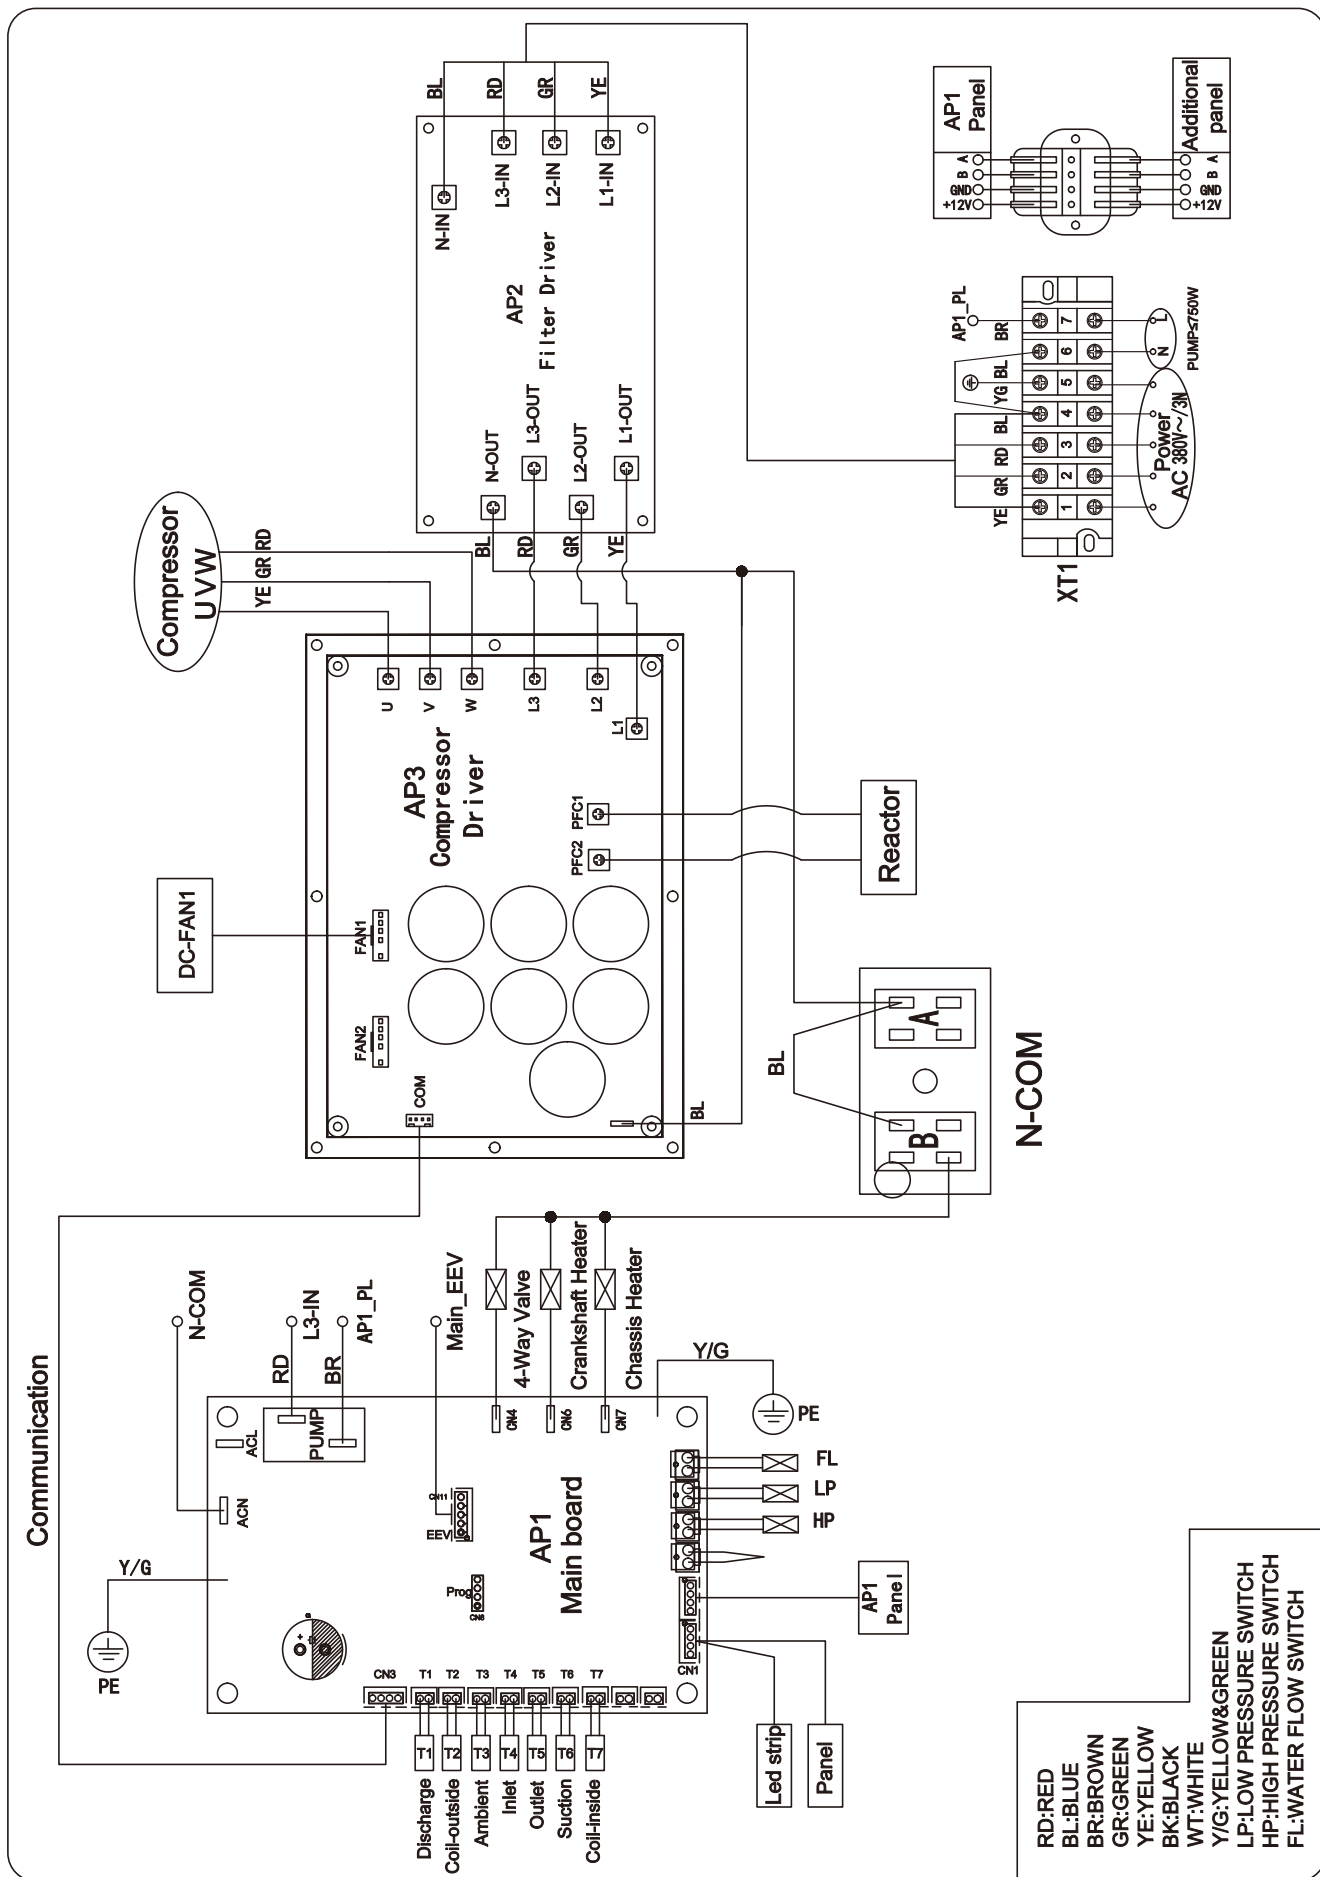 Communication
PE
Y/G
N-COM
L3-IN
AP1_PL
RD
BR
ACN
ACL
PUMP
Main_EEV
CN11
EEV
Prog
CN8
AP1
Main board
4-Way Valve
Crankshaft Heater
Chassis Heater
CN4
CN6
CN7
Y/G
PE
FL
LP
HP
AP1
Panel
CN1
Led strip
Panel
CN3
T1
T2
T3
T4
T5
T6
T7
T1
T2
T3
T4
T5
T6
T7
Discharge
Coil-outside
Ambient
Inlet
Outlet
Suction
Coil-inside
DC-FAN1
FAN1
FAN2
COM
AP3
Compressor
Driver
U
V
W
L3
L2
L1
PFC1
PFC2
BL
Reactor
Compressor
U V W
YE
GR
RD
BL
RD
GR
YE
N-OUT
L3-OUT
L2-OUT
L1-OUT
AP2
Filter Driver
N-IN
L3-IN
L2-IN
L1-IN
BL
RD
GR
YE
BL
A
B
N-COM
XT1
YE
GR
RD
BL
YG
BL
BR
AP1_PL
1
2
3
4
5
6
7
Power
AC 380V~/3N
N
L
PUMP≤750W
AP1
Panel
A
B
GND
+12V
Additional
panel
A
B
GND
+12V
RD:RED
BL:BLUE
BR:BROWN
GR:GREEN
YE:YELLOW
BK:BLACK
WT:WHITE
Y/G:YELLOW&GREEN
LP:LOW PRESSURE SWITCH
HP:HIGH PRESSURE SWITCH
FL:WATER FLOW SWITCH